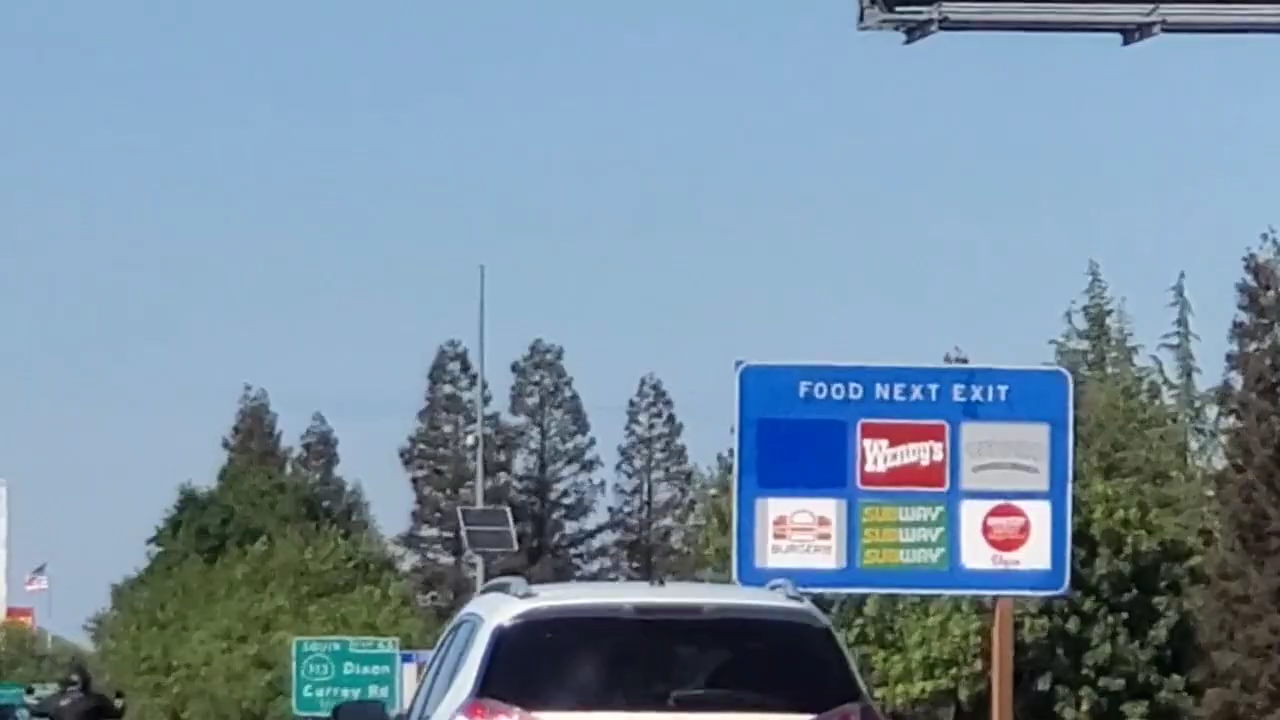 FOOD NEXT EXIT
Wendy's
BURGERS
SUBWAY
SUBWAY
SUBWAY
SOUTH
113 Dixon
Currey Rd